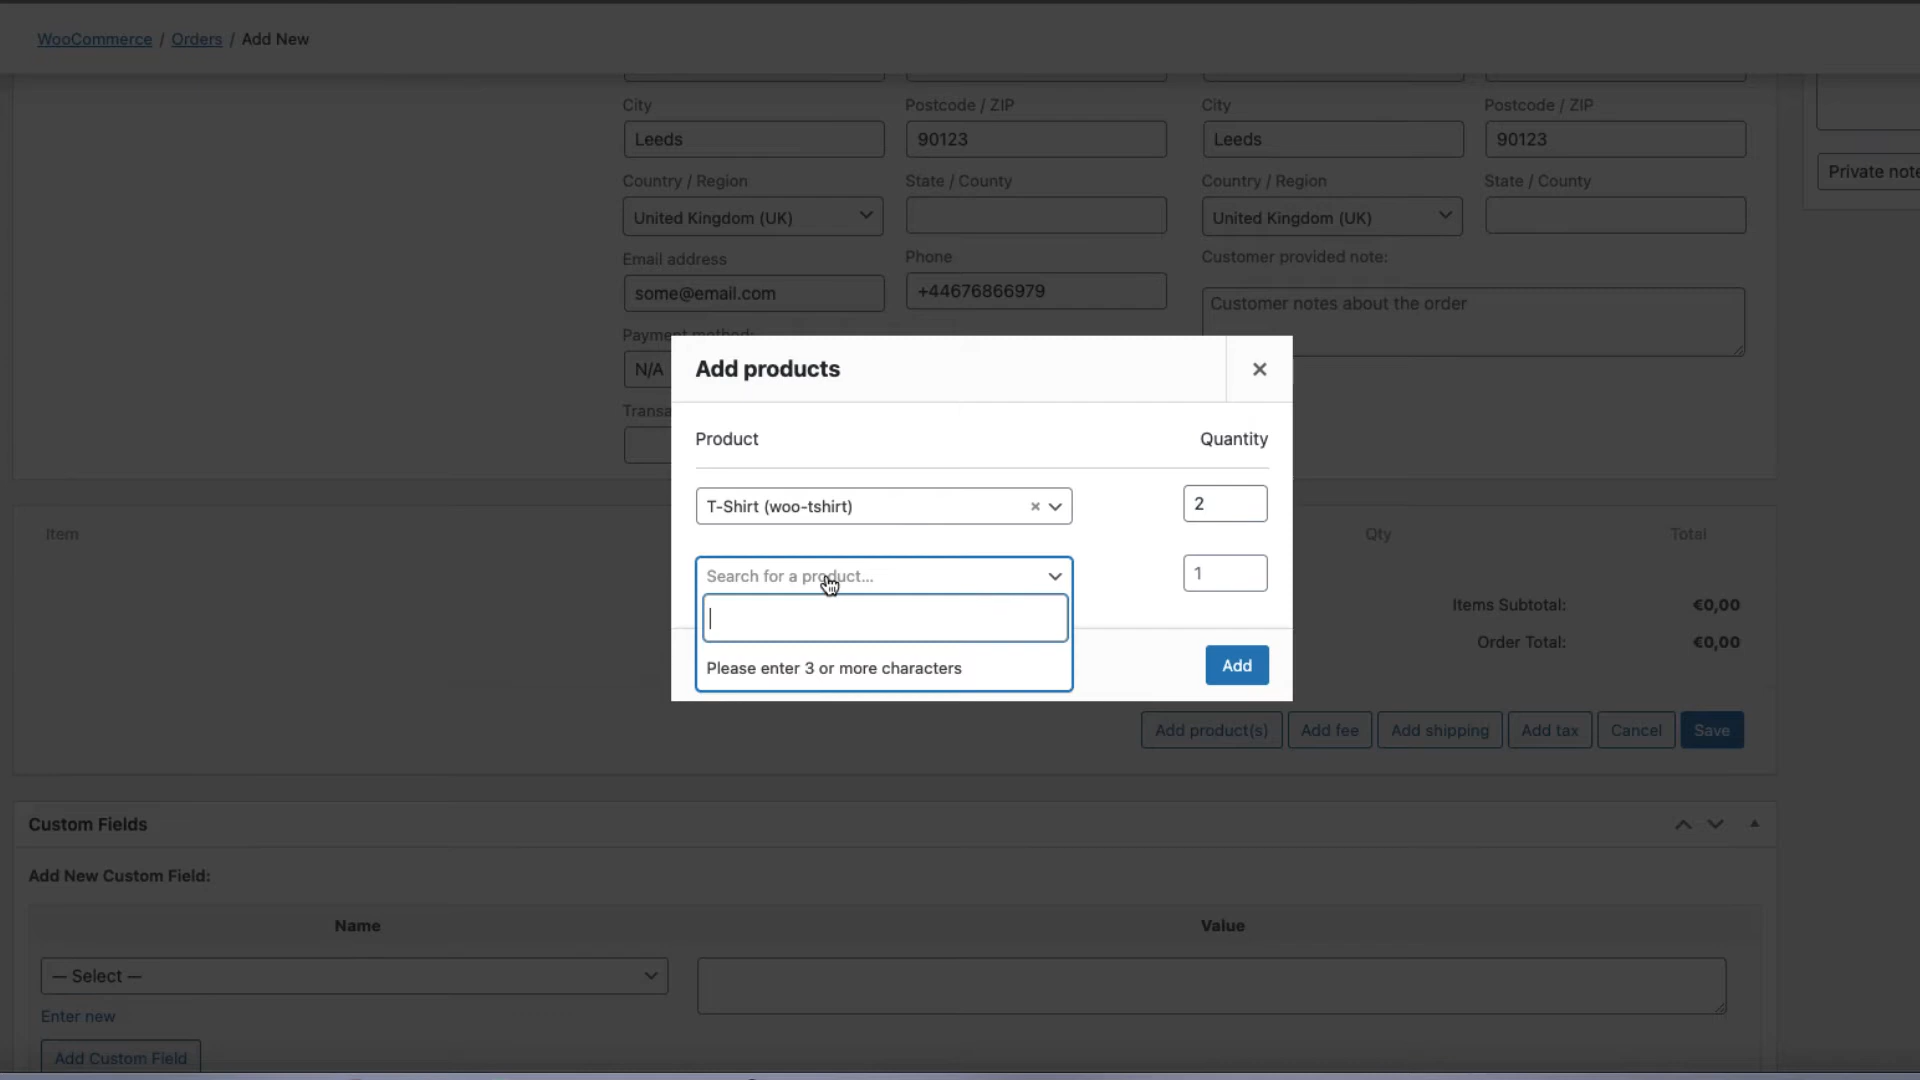 WooCommerce / Orders / Add New
City Postcode / ZIP City Postcode / ZIP
Leeds 90123 Leeds 90123
Private note
Country / Region State / County Country / Region State / County
United Kingdom (UK) United Kingdom (UK)
Email address Phone Customer provided note:
some@email.com +44676866979 Customer notes about the order
Payment method:
N/A
Transa
Add products ×
Product Quantity
T-Shirt (woo-tshirt) × 2
Search for a product... 1
Please enter 3 or more characters
Add
Item Qty Total
Items Subtotal: €0,00
Order Total: €0,00
Add product(s) Add fee Add shipping Add tax Cancel Save
Custom Fields
Add New Custom Field:
Name Value
— Select —
Enter new
Add Custom Field